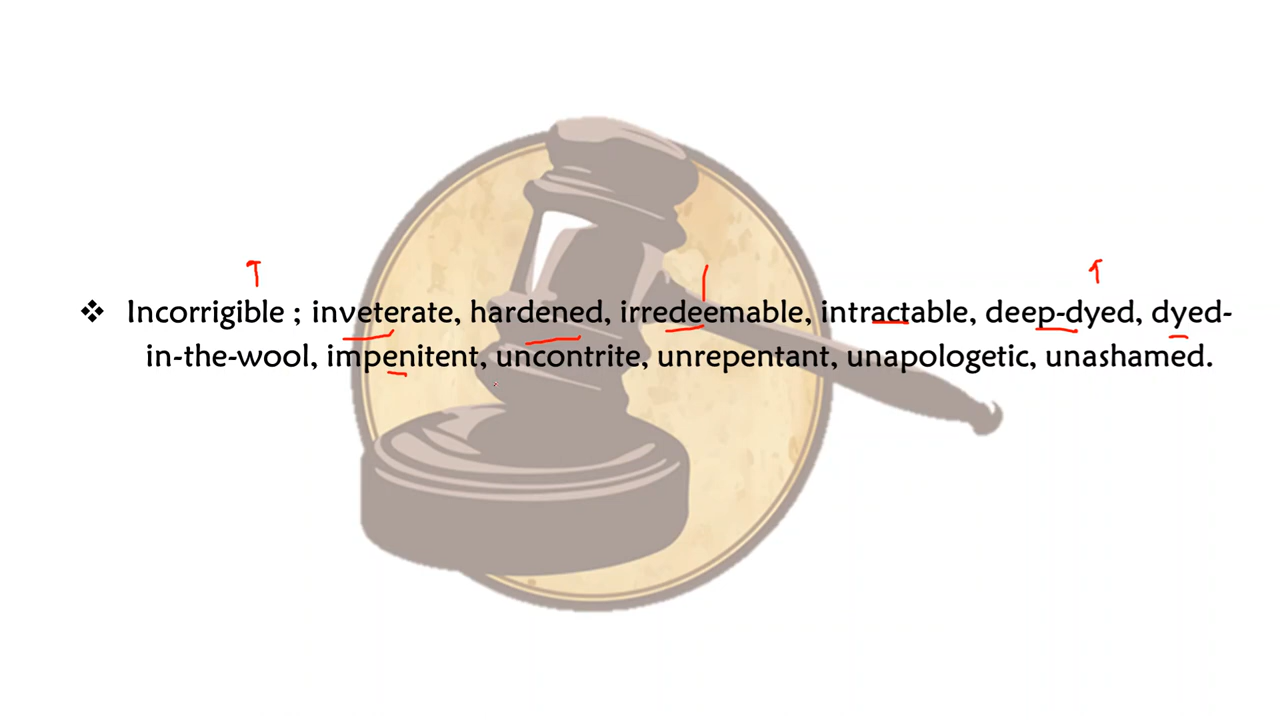 ❖ Incorrigible ; inveterate, hardened, irredeemable, intractable, deep-dyed, dyed-
in-the-wool, impenitent, uncontrite, unrepentant, unapologetic, unashamed.